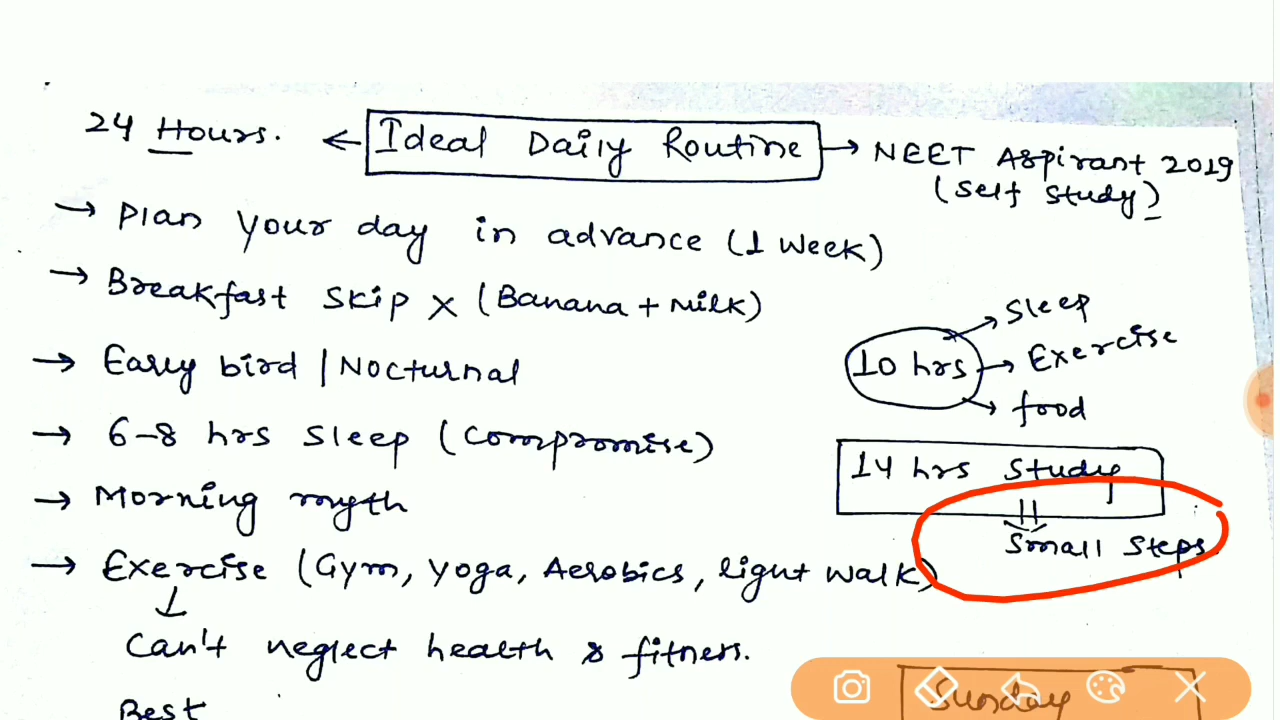 24 Hours. ← Ideal Daily Routine → NEET Aspirant 2019
(Self Study)
→ Plan your day in advance (1 Week)
→ Breakfast Skip × (Banana + Milk)
→ Early bird | Nocturnal
→ 6-8 hrs Sleep (Compromise)
→ Morning myth
→ Exercise (Gym, Yoga, Aerobics, light walk)
↓
Can't neglect health & fitness.
Best
10 hrs → Sleep
→ Exercise
→ food
14 hrs Study
Small Steps
Sunday